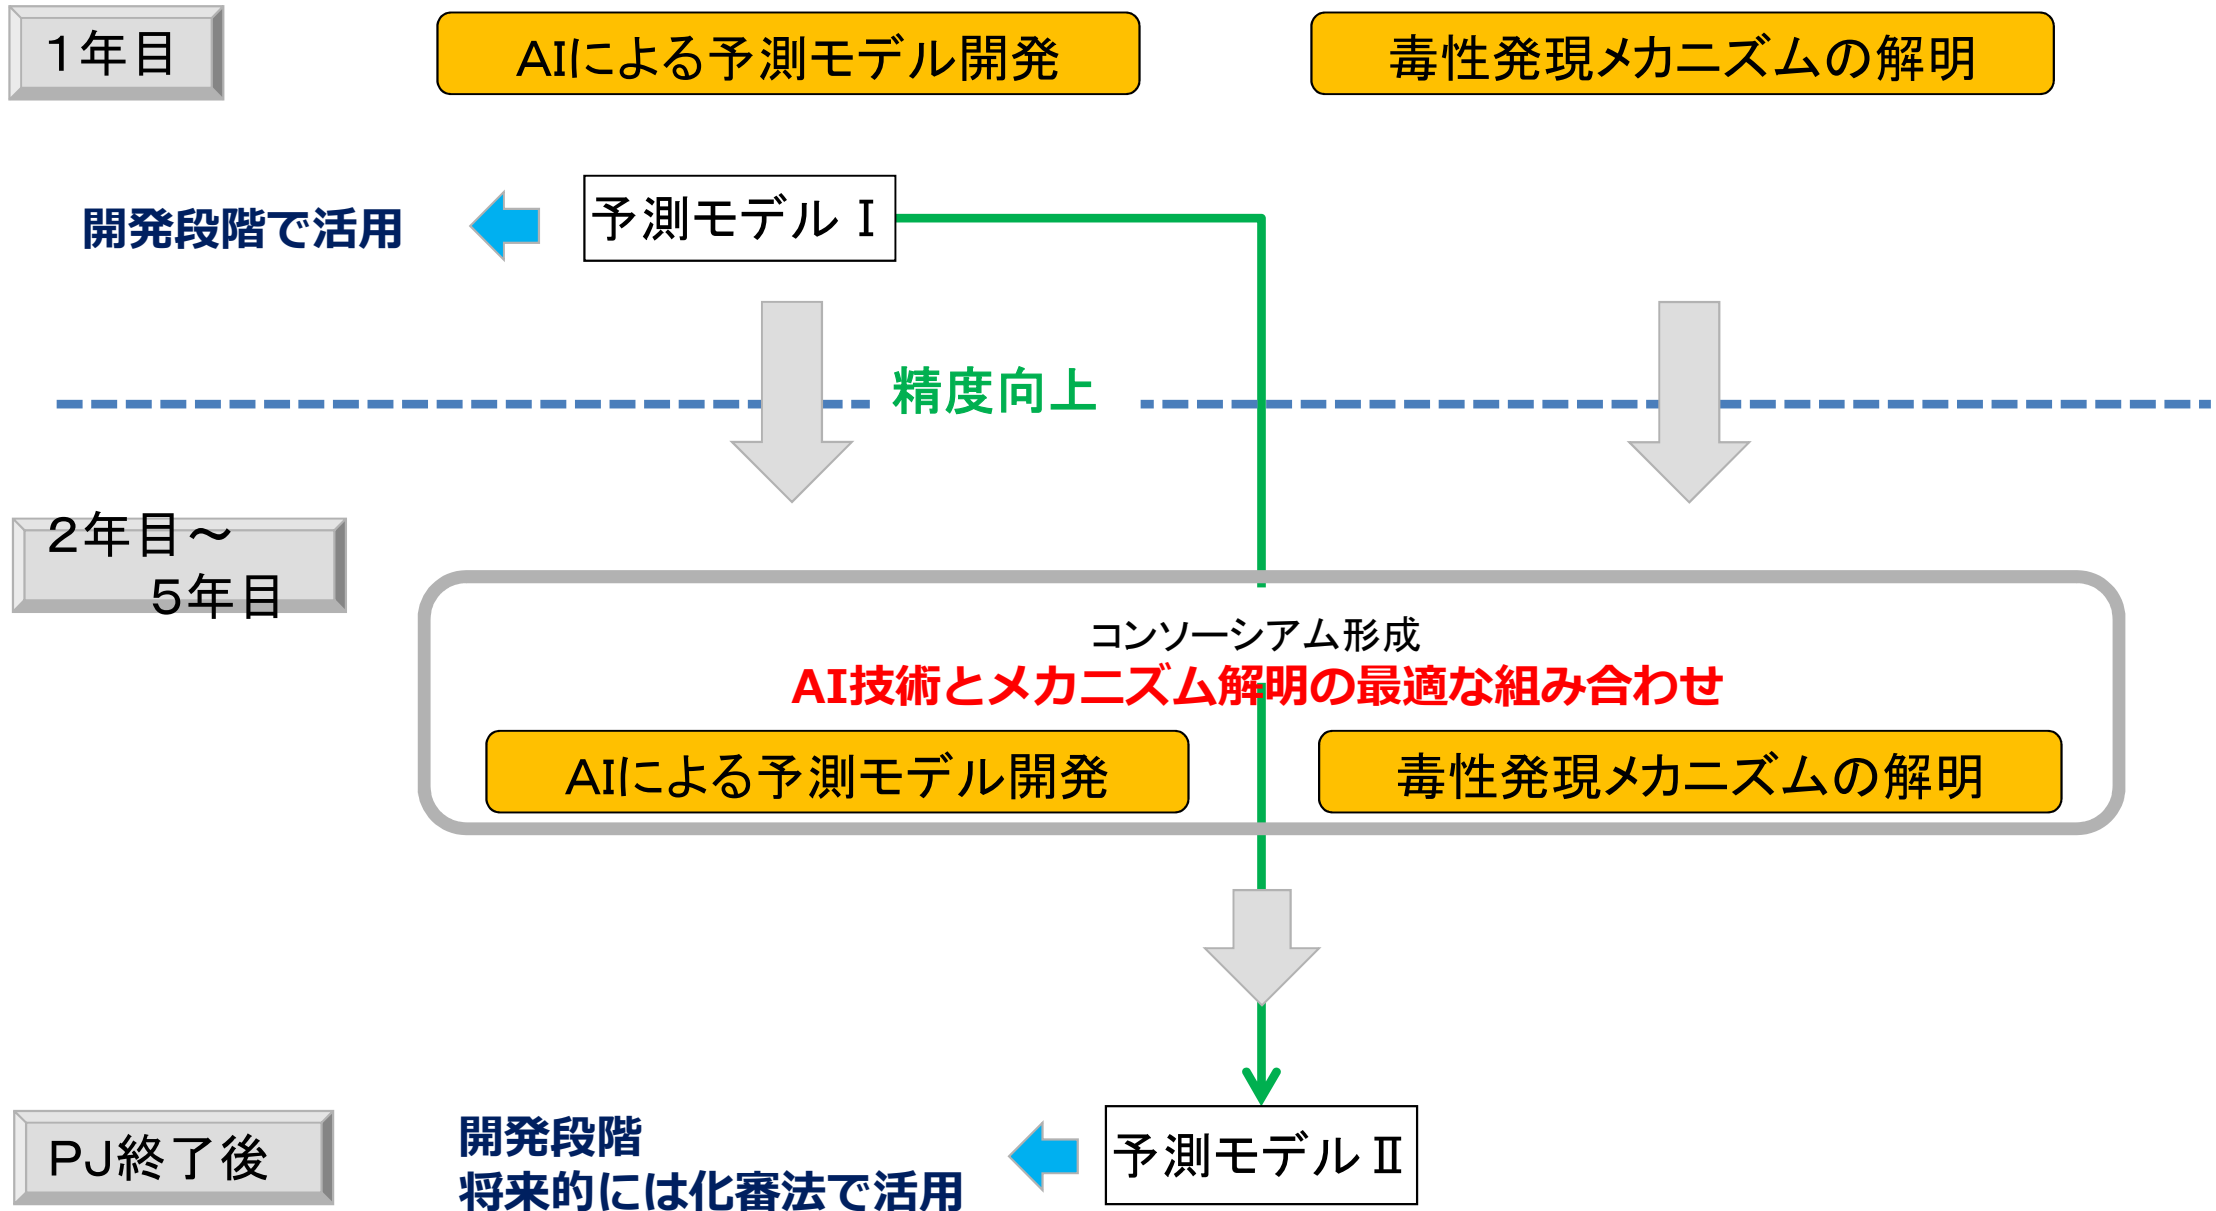 １年目
AIによる予測モデル開発
毒性発現メカニズムの解明
開発段階で活用
予測モデルⅠ
精度向上
２年目～
５年目
コンソーシアム形成
AI技術とメカニズム解明の最適な組み合わせ
AIによる予測モデル開発
毒性発現メカニズムの解明
PJ終了後
開発段階
将来的には化審法で活用
予測モデルⅡ